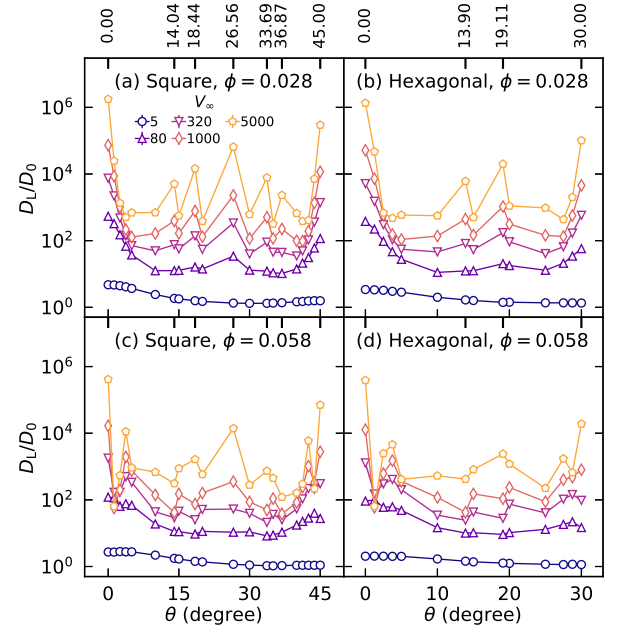 0.00 14.04 18.44 26.56 33.69 36.87 45.00 0.00 13.90 19.11 30.00
(a) Square, ϕ = 0.028
V∞
5 320 5000
80 1000
(b) Hexagonal, ϕ = 0.028
10⁶
10⁴
10²
10⁰
D_L/D_0
(c) Square, ϕ = 0.058
(d) Hexagonal, ϕ = 0.058
10⁶
10⁴
10²
10⁰
D_L/D_0
0 15 30 45 0 10 20 30
θ (degree) θ (degree)